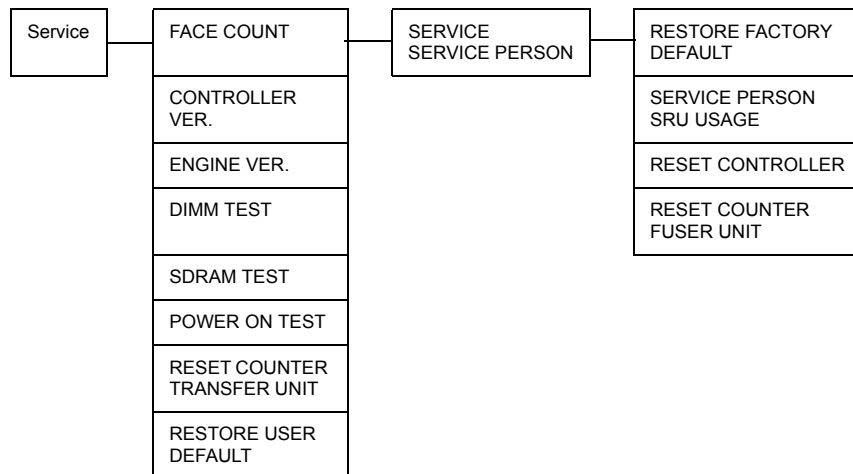 Service
FACE COUNT
CONTROLLER
VER.
ENGINE VER.
DIMM TEST
SDRAM TEST
POWER ON TEST
RESET COUNTER
TRANSFER UNIT
RESTORE USER
DEFAULT
SERVICE
SERVICE PERSON
RESTORE FACTORY
DEFAULT
SERVICE PERSON
SRU USAGE
RESET CONTROLLER
RESET COUNTER
FUSER UNIT